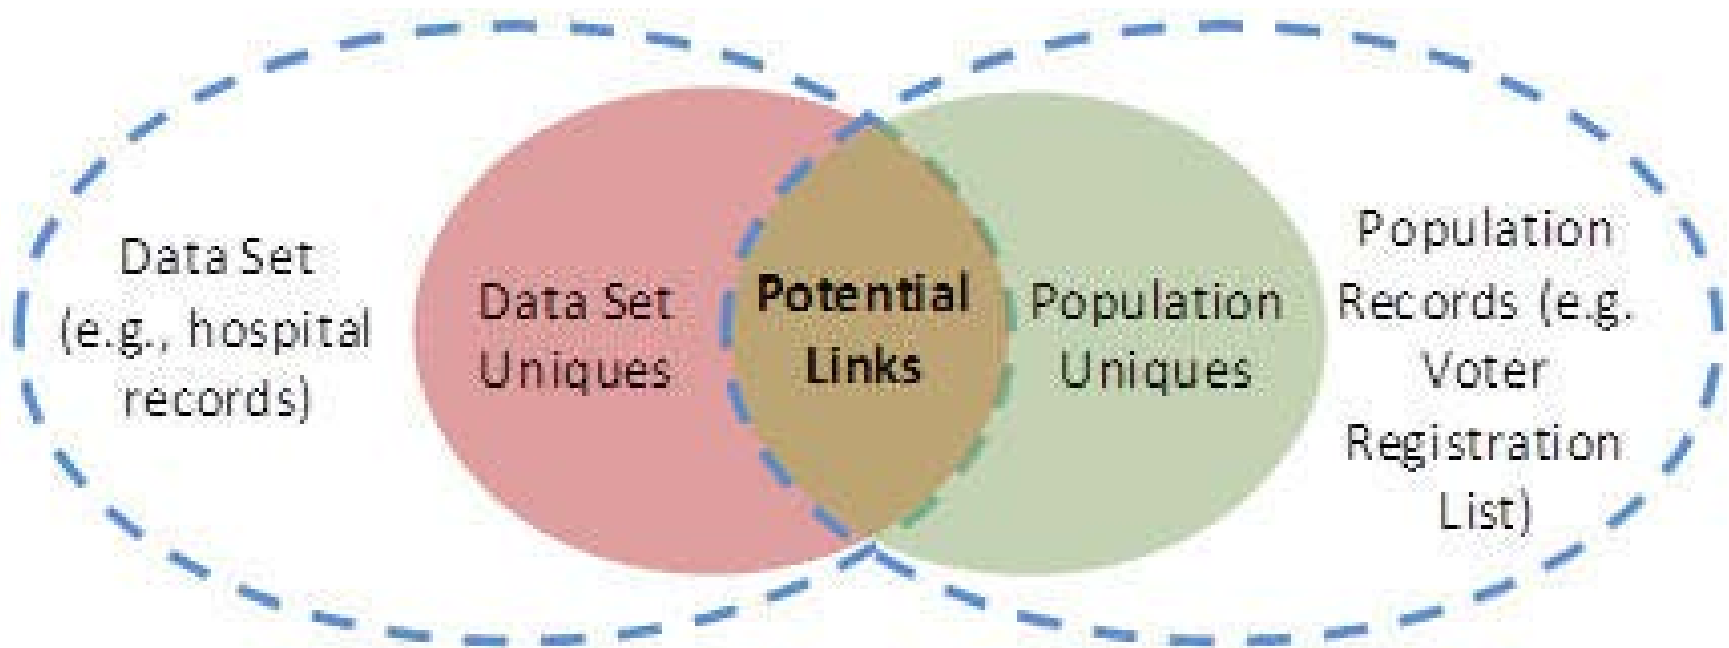 Data Set
(e.g., hospital
records)
Data Set
Uniques
Potential
Links
Population
Uniques
Population
Records (e.g.
Voter
Registration
List)